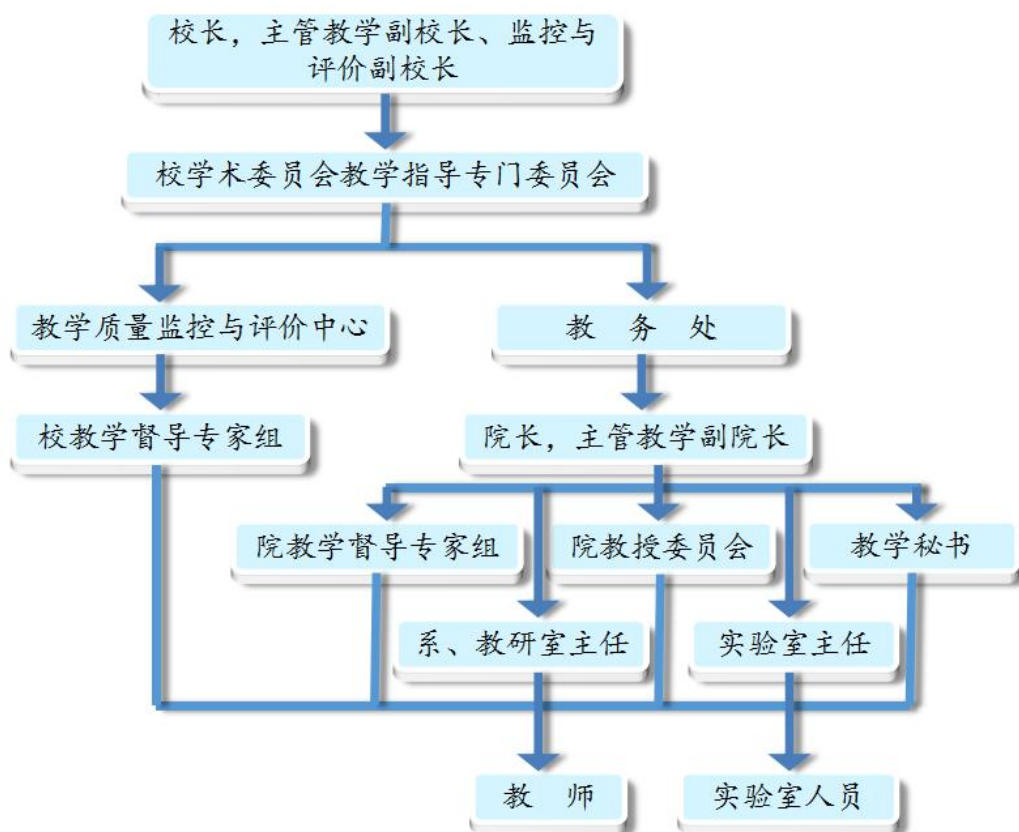 校长，主管教学副校长、监控与
评价副校长
校学术委员会教学指导专门委员会
教学质量监控与评价中心
教 务 处
校教学督导专家组
院长，主管教学副院长
院教学督导专家组
院教授委员会
教学秘书
系、教研室主任
实验室主任
教 师
实验室人员